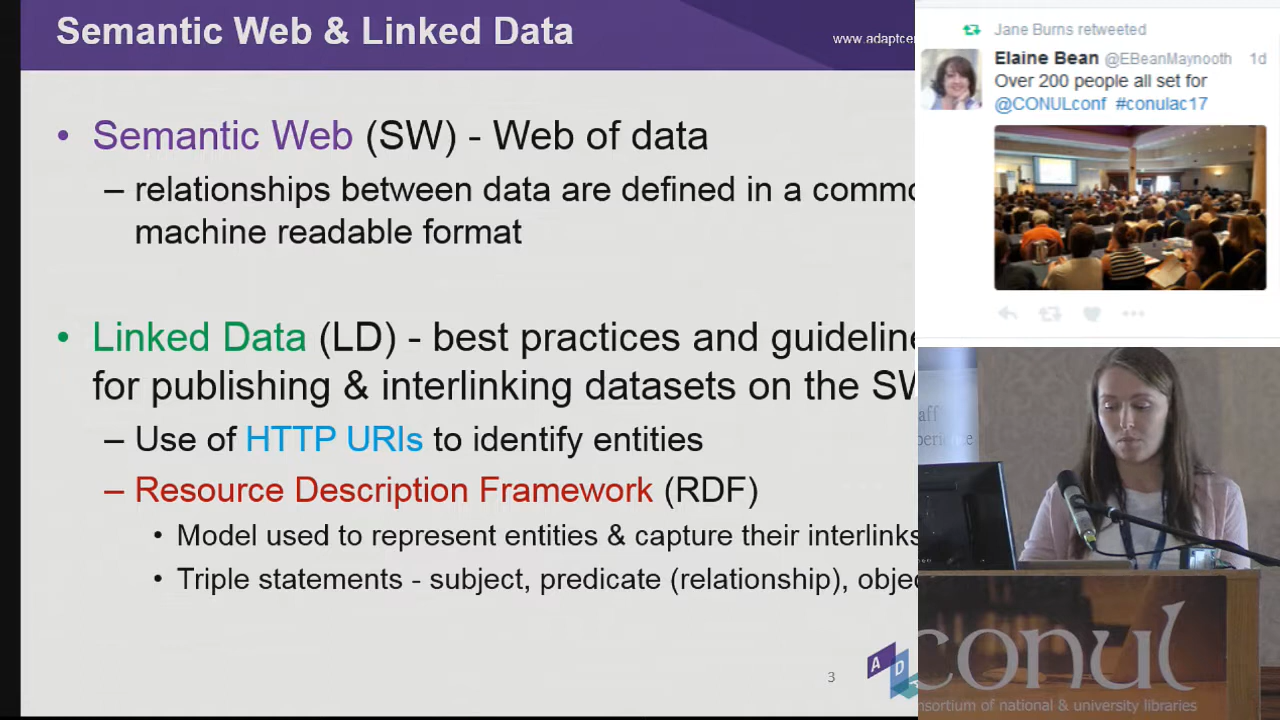 Semantic Web & Linked Data
www.adaptce
• Semantic Web (SW) - Web of data
– relationships between data are defined in a commo
machine readable format
• Linked Data (LD) - best practices and guideline
for publishing & interlinking datasets on the SW
– Use of HTTP URIs to identify entities
– Resource Description Framework (RDF)
• Model used to represent entities & capture their interlinks
• Triple statements - subject, predicate (relationship), objec
3
A D
Jane Burns retweeted
Elaine Bean @EBeanMaynooth 1d
Over 200 people all set for
@CONULconf #conulac17
aff
perience
conul
nsortium of national & university libraries